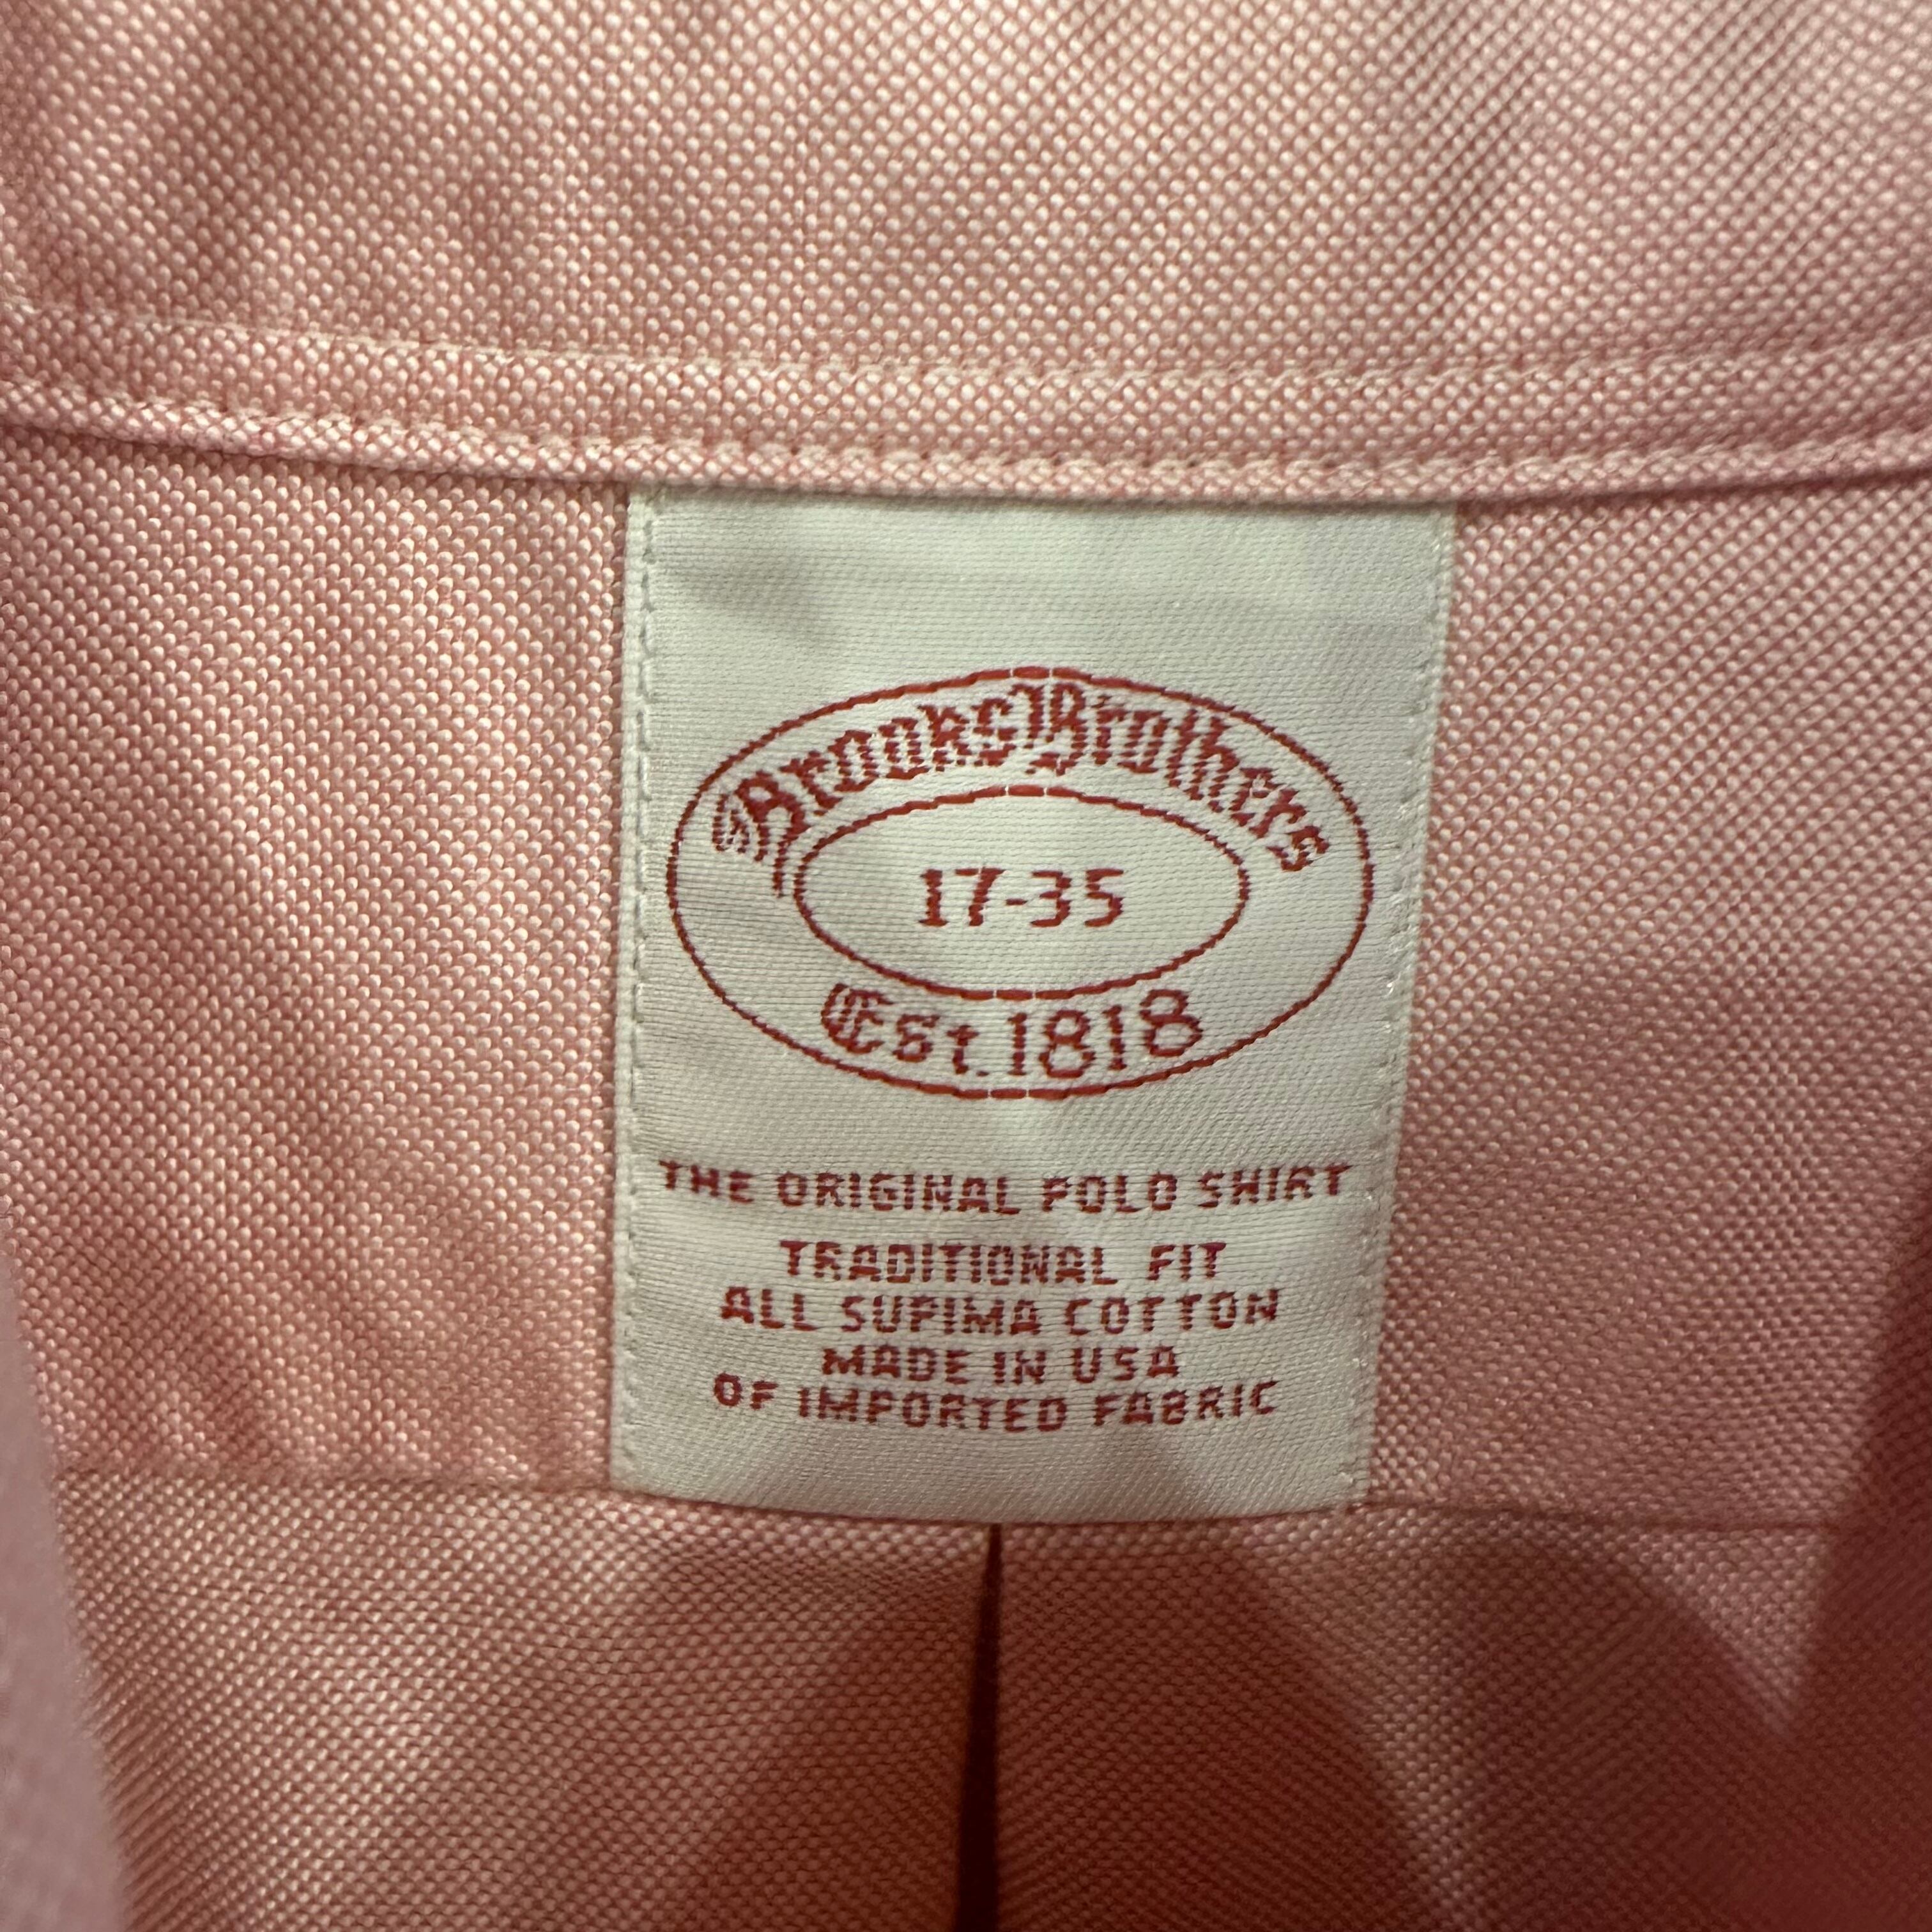 Brooks Brothers
17-35
Est. 1818
THE ORIGINAL POLO SHIRT
TRADITIONAL FIT
ALL SUPIMA COTTON
MADE IN USA
OF IMPORTED FABRIC